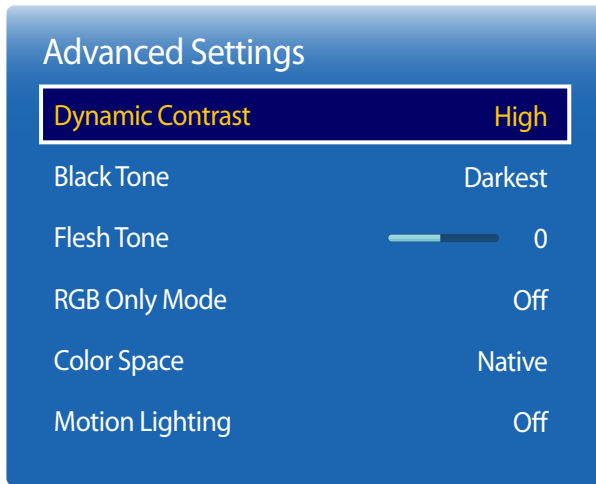 Advanced Settings
Dynamic Contrast High
Black Tone Darkest
Flesh Tone 0
RGB Only Mode Off
Color Space Native
Motion Lighting Off